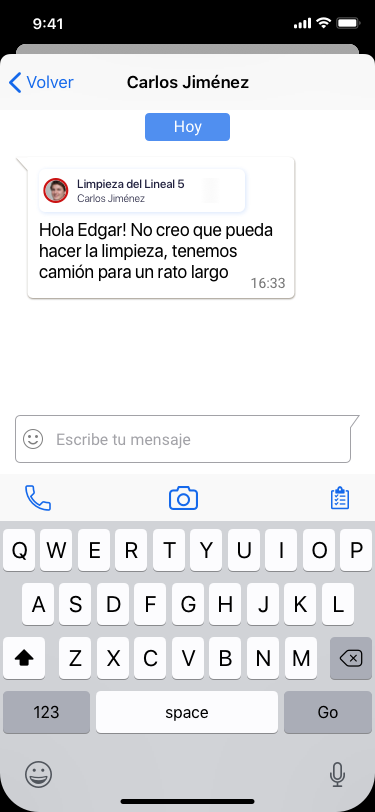 9:41
Volver
Carlos Jiménez
Hoy
Limpieza del Lineal 5
Carlos Jiménez
Hola Edgar! No creo que pueda
hacer la limpieza, tenemos
camión para un rato largo
16:33
Escribe tu mensaje
Q W E R T Y U I O P
A S D F G H J K L
Z X C V B N M
123 space Go